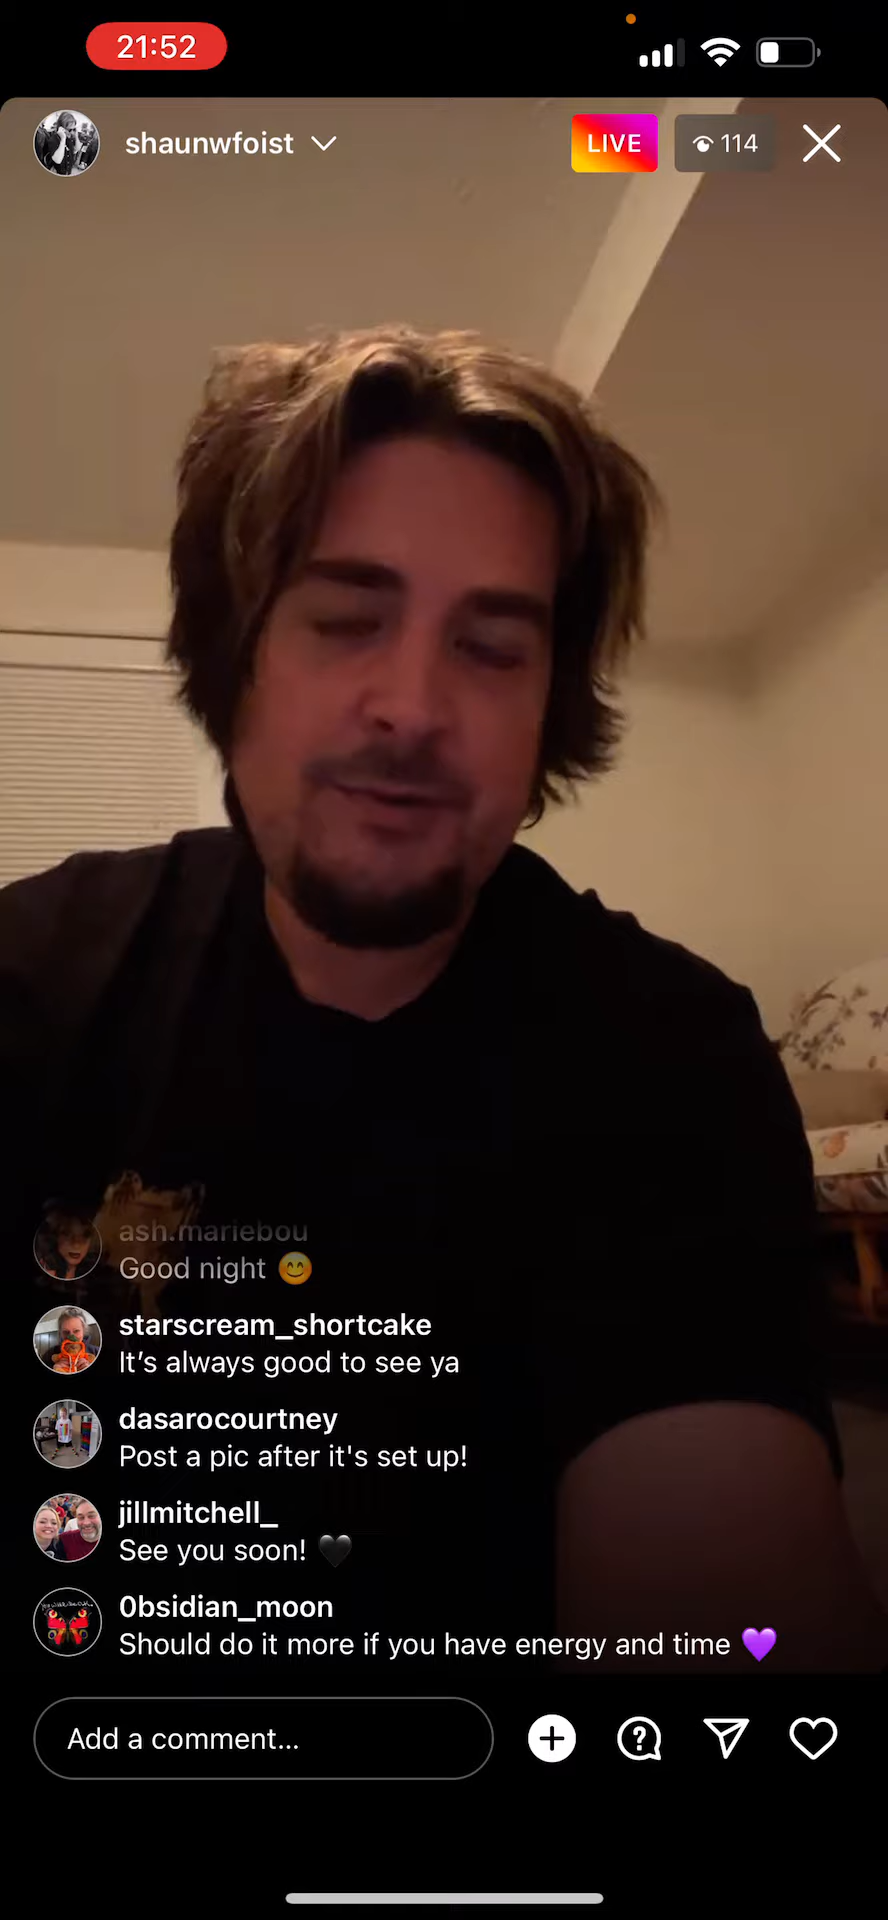 21:52
shaunwfoist
LIVE
114
ash.mariebou
Good night 😊
starscream_shortcake
It’s always good to see ya
dasarocourtney
Post a pic after it's set up!
jillmitchell_
See you soon! 🖤
0bsidian_moon
Should do it more if you have energy and time 💜
Add a comment...